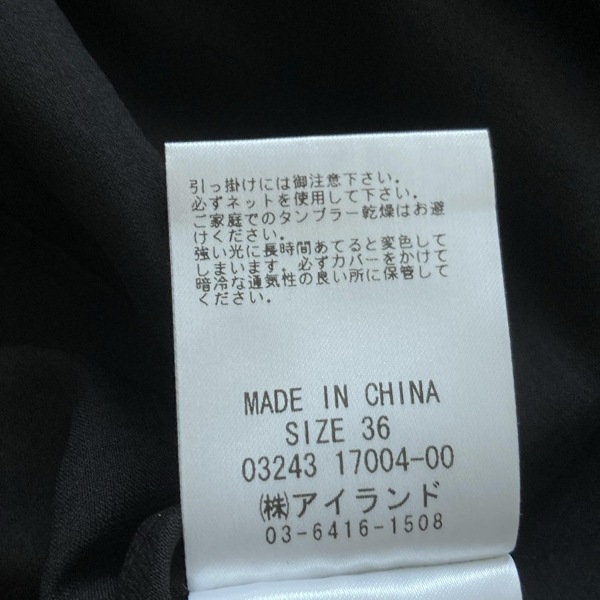 引っ掛けには御注意下さい。
必ずネットを使用して下さい。
ご家庭でのタンブラー乾燥はお避
けください。
強い光に長時間あてると変色して
しまいます。必ずカバーをかけて
暗冷な通気性の良い所に保管して
ください。
MADE IN CHINA
SIZE 36
03243 17004-00
㈱アイランド
03-6416-1508